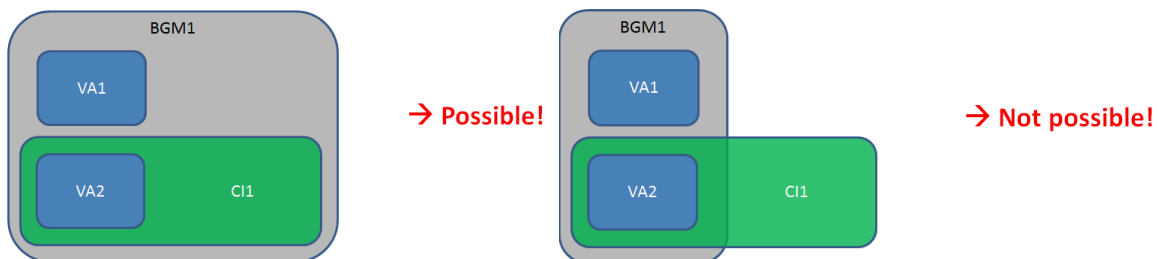 BGM1
VA1
VA2 CI1
→ Possible!
BGM1
VA1
VA2 CI1
→ Not possible!